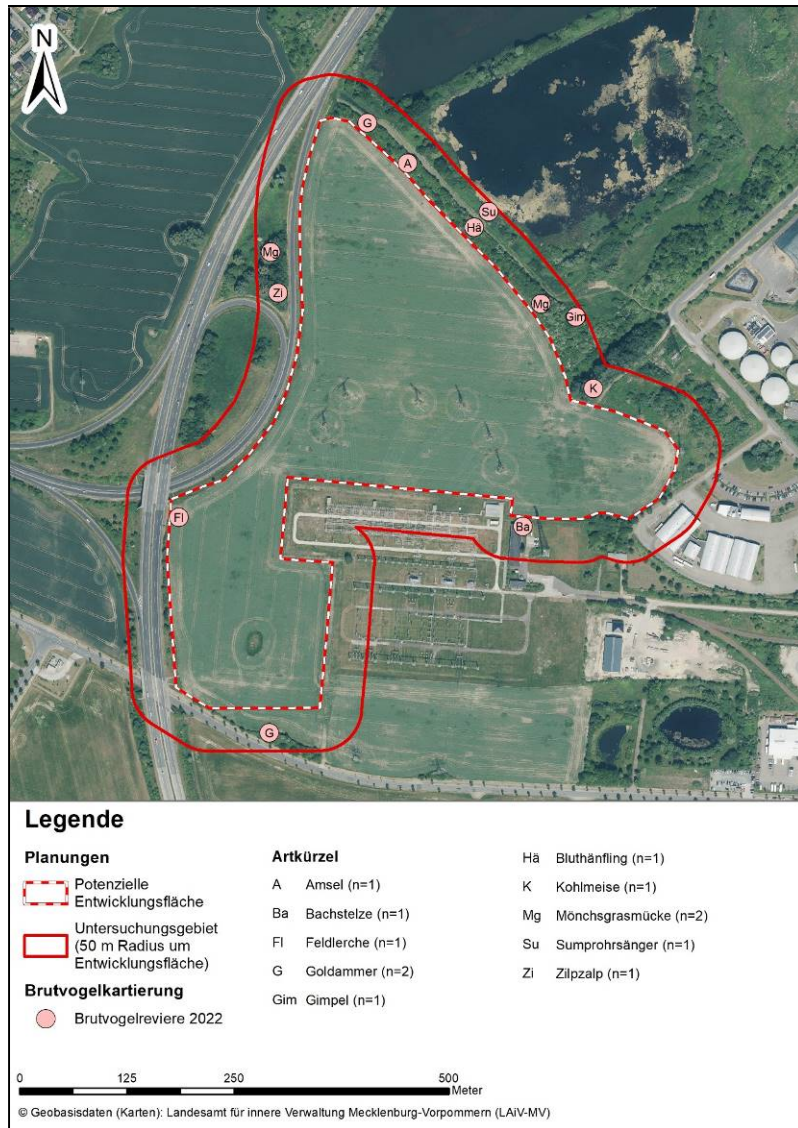 N
G
A
Su
Hä
Mg
Zi
Mg
Gim
K
Fl
Ba
G
Legende
Planungen
Potenzielle
Entwicklungsfläche
Untersuchungsgebiet
(50 m Radius um
Entwicklungsfläche)
Brutvogelkartierung
Brutvogelreviere 2022
Artkürzel
A Amsel (n=1)
Ba Bachstelze (n=1)
Fl Feldlerche (n=1)
G Goldammer (n=2)
Gim Gimpel (n=1)
Hä Bluthänfling (n=1)
K Kohlmeise (n=1)
Mg Mönchsgrasmücke (n=2)
Su Sumprohrsänger (n=1)
Zi Zilpzalp (n=1)
0 125 250 500
Meter
© Geobasisdaten (Karten): Landesamt für innere Verwaltung Mecklenburg-Vorpommern (LAiV-MV)